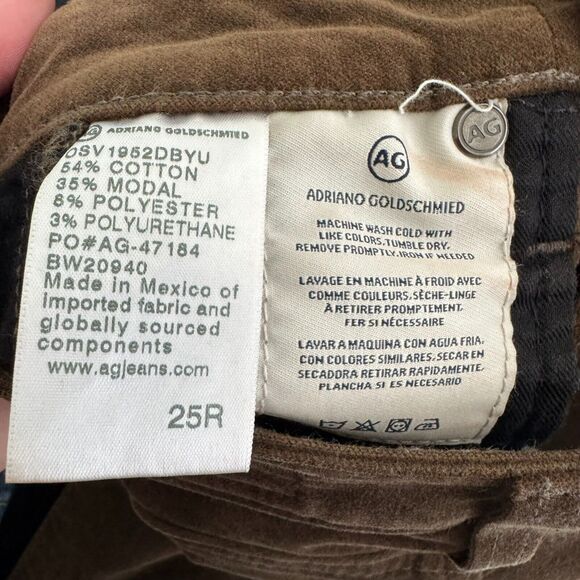 AG ADRIANO GOLDSCHMIED
DSV1952DBYU
54% COTTON
35% MODAL
8% POLYESTER
3% POLYURETHANE
PO#AG-47184
BW20940
Made in Mexico of
imported fabric and
globally sourced
components
www.agjeans.com
25R
AG
AG
ADRIANO GOLDSCHMIED
MACHINE WASH COLD WITH
LIKE COLORS, TUMBLE DRY,
REMOVE PROMPTLY, IRON IF NEEDED
LAVAGE EN MACHINE À FROID AVEC
COMME COULEURS, SÈCHE-LINGE
À RETIRER PROMPTEMENT.
FER SI NÉCESSAIRE
LAVAR A MAQUINA CON AGUA FRIA,
CON COLORES SIMILARES. SECAR EN
SECADORA RETIRAR RAPIDAMENTE,
PLANCHA SI ES NECESARIO